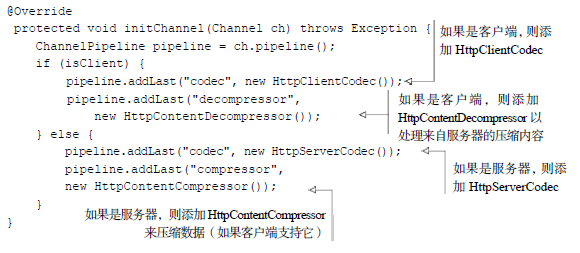 @Override
protected void initChannel(Channel ch) throws Exception {
ChannelPipeline pipeline = ch.pipeline();
if (isClient) {
pipeline.addLast("codec", new HttpClientCodec());
pipeline.addLast("decompressor",
new HttpContentDecompressor());
} else {
pipeline.addLast("codec", new HttpServerCodec());
pipeline.addLast("compressor",
new HttpContentCompressor());
}
}
如果是客户端，则添
加 HttpClientCodec
如果是客户端，则添加
HttpContentDecompressor 以
处理来自服务器的压缩内容
如果是服务器，则添
加 HttpServerCodec
如果是服务器，则添加 HttpContentCompressor
来压缩数据（如果客户端支持它）